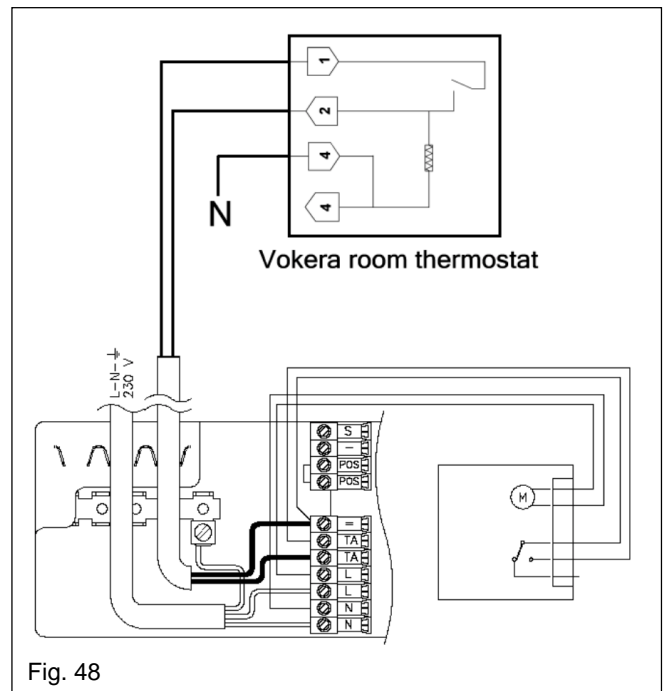 1
2
4
N
4
Vokera room thermostat
L-N-⏚
230 V
S
-
POS
POS
M
=
TA
TA
L
L
N
N
Fig. 48